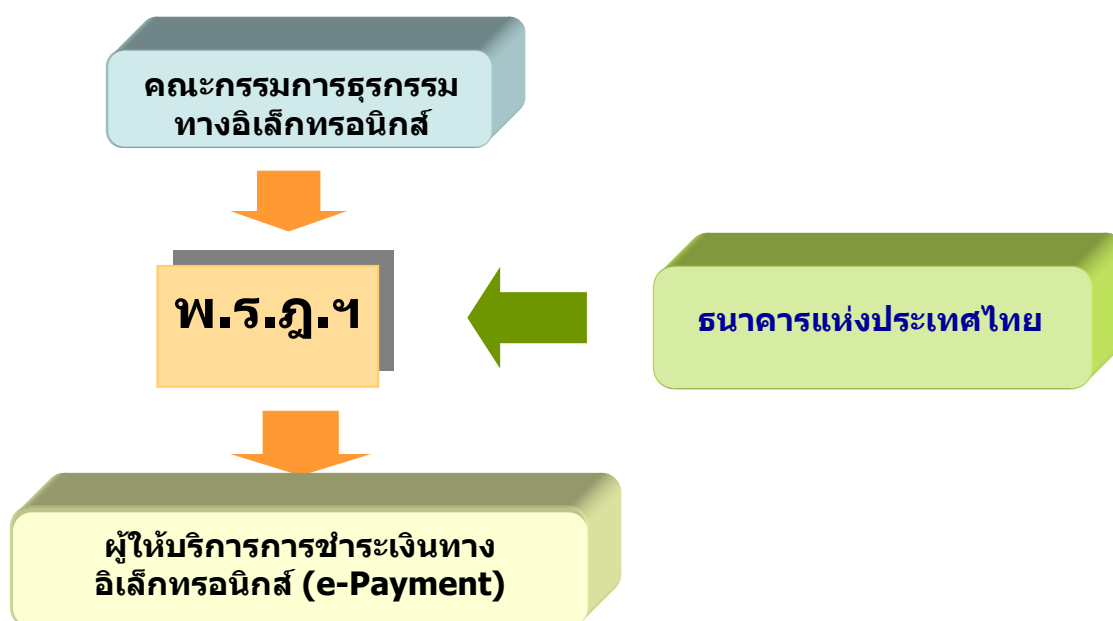 คณะกรรมการธุรกรรม
ทางอิเล็กทรอนิกส์
พ.ร.ฎ.ฯ
ธนาคารแห่งประเทศไทย
ผู้ให้บริการการชำระเงินทาง
อิเล็กทรอนิกส์ (e-Payment)